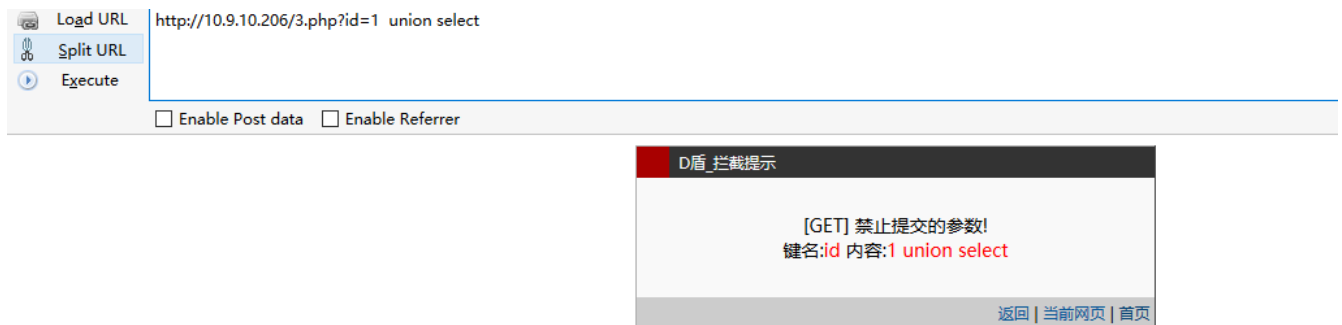 Load URL
http://10.9.10.206/3.php?id=1  union select
Split URL
Execute
Enable Post data
Enable Referrer
D盾_拦截提示
[GET] 禁止提交的参数!
键名:id 内容:1 union select
返回 | 当前网页 | 首页